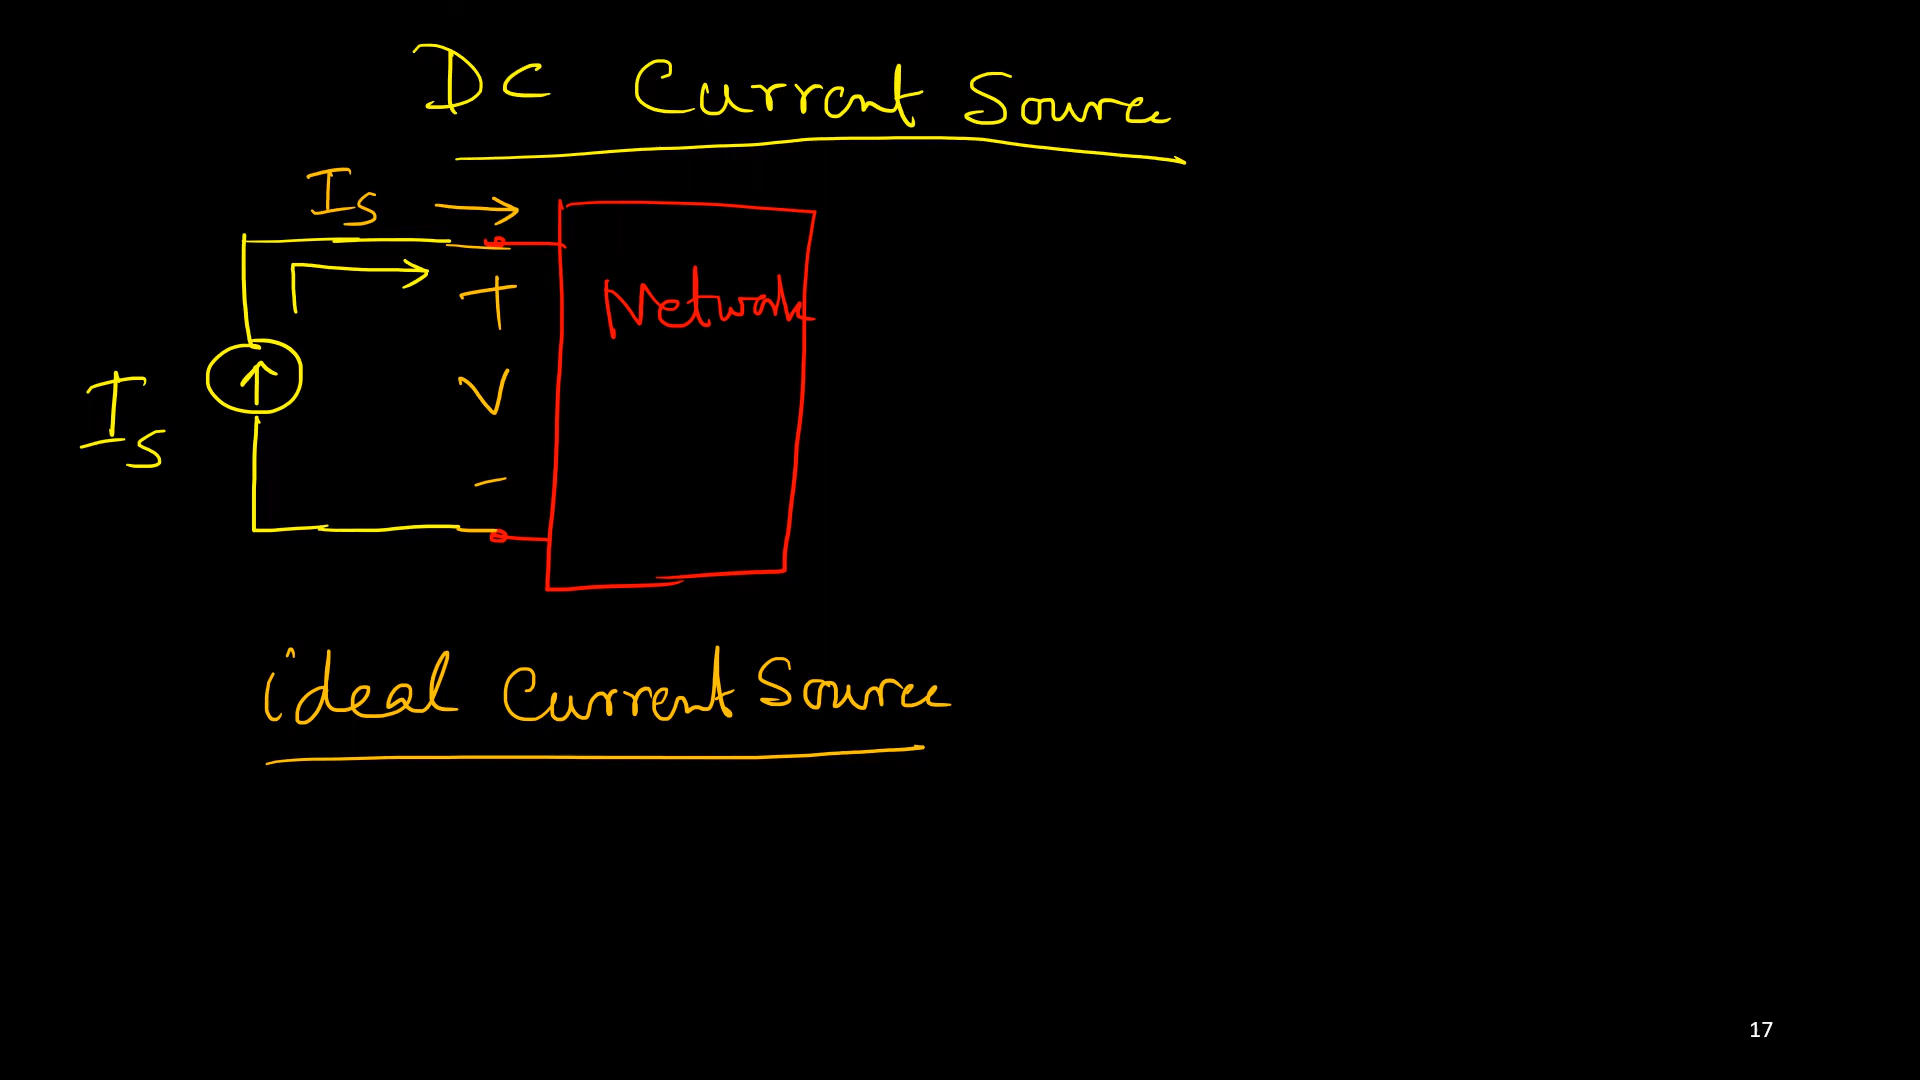 DC Current Source
Is
+
Network
V
Is
-
ideal Current Source
17